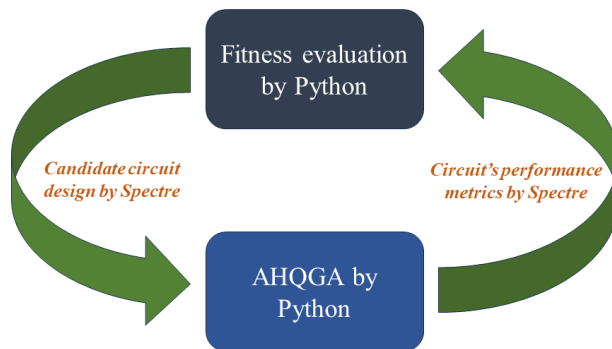 Fitness evaluation
by Python
Candidate circuit
design by Spectre
Circuit's performance
metrics by Spectre
AHQGA by
Python